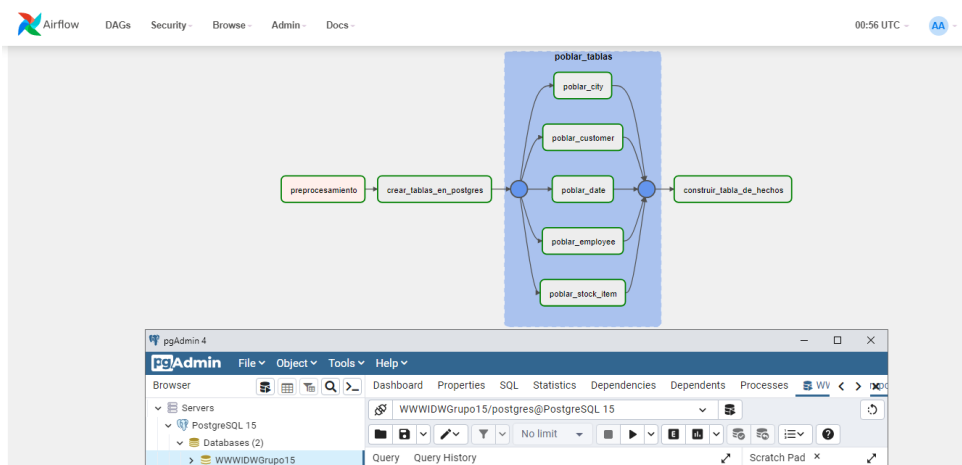 Airflow DAGs Security Browse Admin Docs 00:56 UTC AA
poblar_tablas
poblar_city
poblar_customer
preprocesamiento crear_tablas_en_postgres poblar_date construir_tabla_de_hechos
poblar_employee
poblar_stock_item
pgAdmin 4
pgAdmin File Object Tools Help
Browser Dashboard Properties SQL Statistics Dependencies Dependents Processes
Servers WWWIDWGrupo15/postgres@PostgreSQL 15
PostgreSQL 15 No limit
Databases (2)
WWWIDWGrupo15 Query Query History Scratch Pad